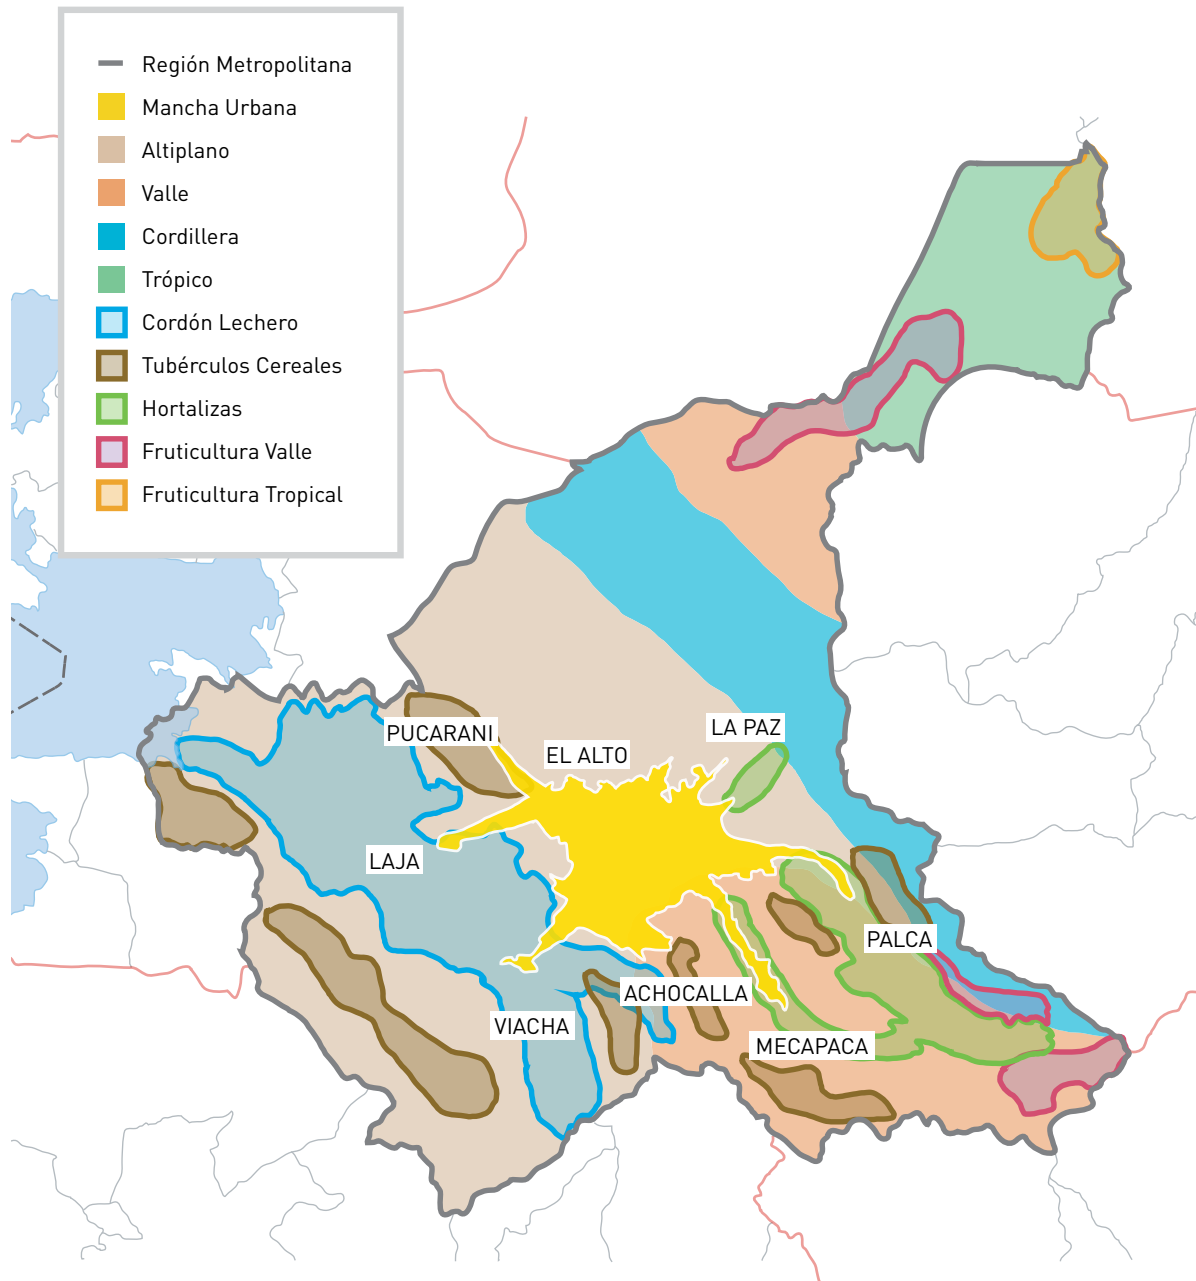 Región Metropolitana
Mancha Urbana
Altiplano
Valle
Cordillera
Trópico
Cordón Lechero
Tubérculos Cereales
Hortalizas
Fruticultura Valle
Fruticultura Tropical
PUCARANI
LA PAZ
EL ALTO
LAJA
PALCA
ACHOCALLA
VIACHA
MECAPACA